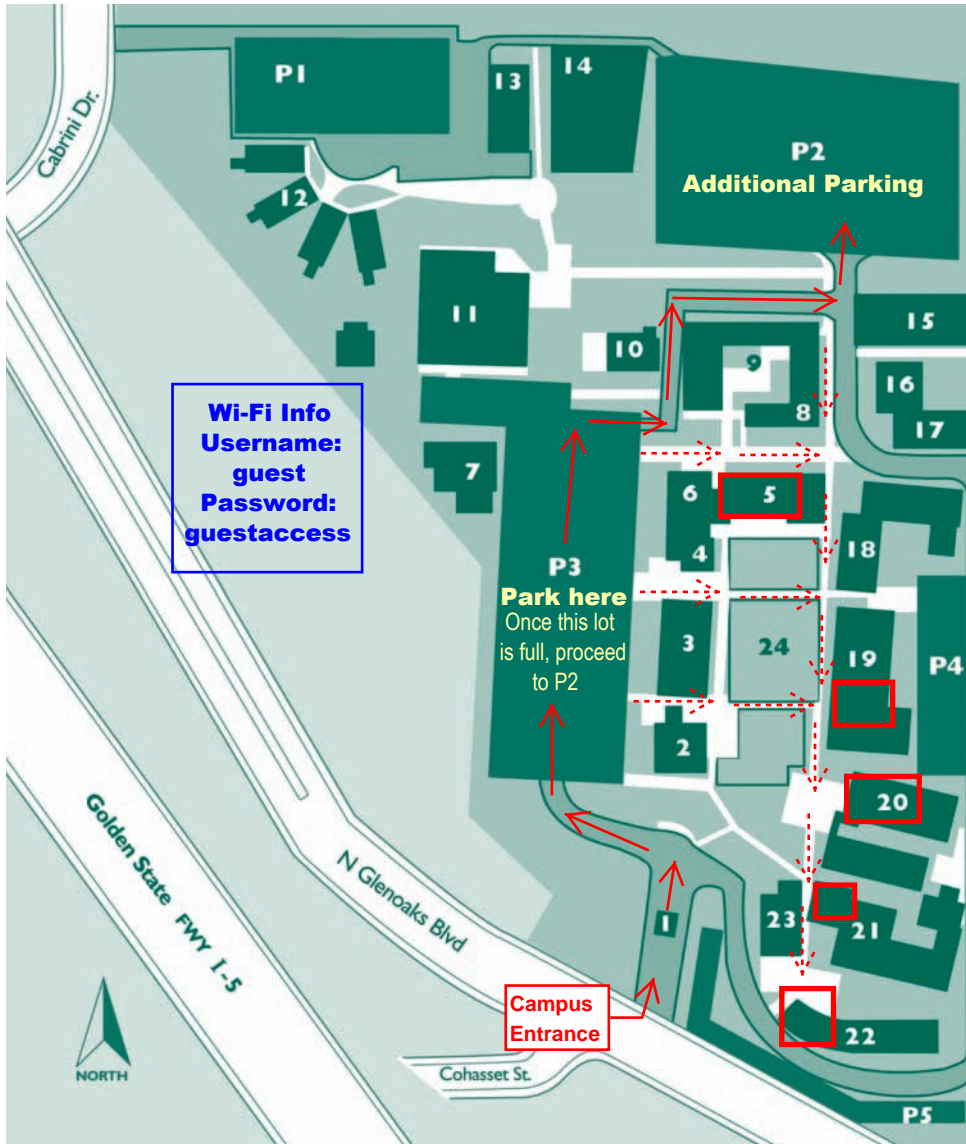 P1
13
14
P2
Additional Parking
Cabrini Dr.
12
11
10
15
9
16
8
17
Wi-Fi Info
Username:
guest
Password:
guestaccess
7
6
5
4
18
P3
Park here
Once this lot
is full, proceed
to P2
3
24
19
P4
2
20
Golden State FWY I-5
N Glenoaks Blvd
1
23
21
Campus
Entrance
22
NORTH
Cohasset St.
P5